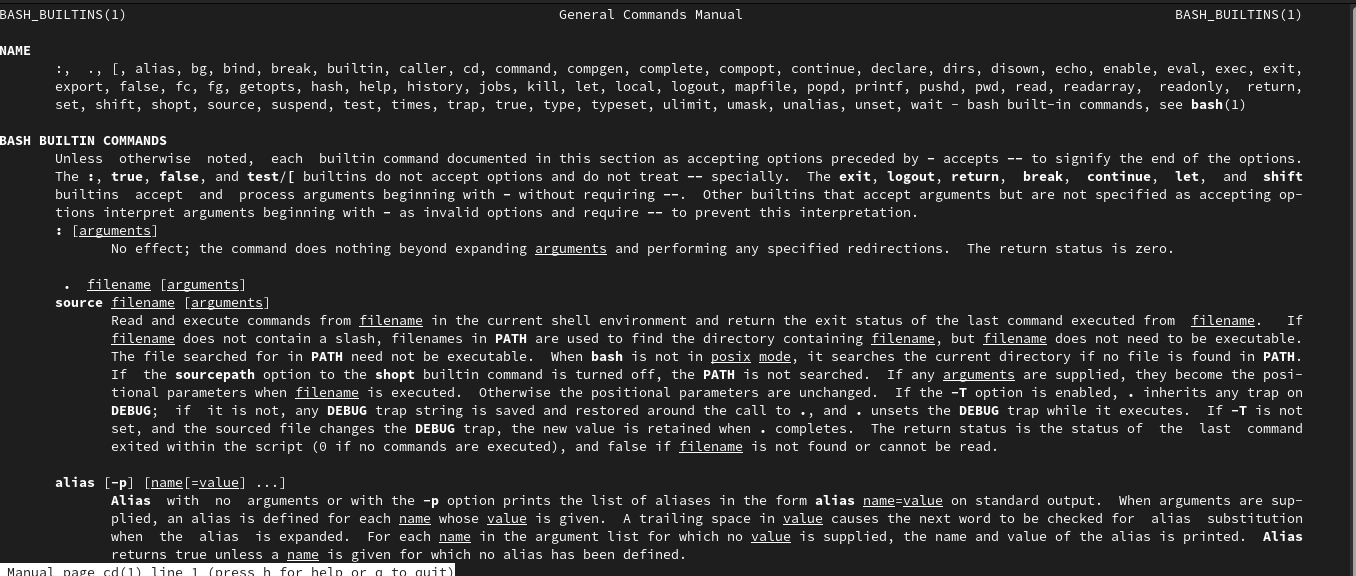 BASH_BUILTINS(1) General Commands Manual BASH_BUILTINS(1)
NAME
:, ., [, alias, bg, bind, break, builtin, caller, cd, command, compgen, complete, compopt, continue, declare, dirs, disown, echo, enable, eval, exec, exit,
export, false, fc, fg, getopts, hash, help, history, jobs, kill, let, local, logout, mapfile, popd, printf, pushd, pwd, read, readarray, readonly, return,
set, shift, shopt, source, suspend, test, times, trap, true, type, typeset, ulimit, umask, unalias, unset, wait - bash built-in commands, see bash(1)
BASH BUILTIN COMMANDS
Unless otherwise noted, each builtin command documented in this section as accepting options preceded by - accepts -- to signify the end of the options.
The :, true, false, and test/[ builtins do not accept options and do not treat -- specially. The exit, logout, return, break, continue, let, and shift
builtins accept and process arguments beginning with - without requiring --. Other builtins that accept arguments but are not specified as accepting op-
tions interpret arguments beginning with - as invalid options and require -- to prevent this interpretation.
: [arguments]
No effect; the command does nothing beyond expanding arguments and performing any specified redirections. The return status is zero.
. filename [arguments]
source filename [arguments]
Read and execute commands from filename in the current shell environment and return the exit status of the last command executed from filename. If
filename does not contain a slash, filenames in PATH are used to find the directory containing filename, but filename does not need to be executable.
The file searched for in PATH need not be executable. When bash is not in posix mode, it searches the current directory if no file is found in PATH.
If the sourcepath option to the shopt builtin command is turned off, the PATH is not searched. If any arguments are supplied, they become the posi-
tional parameters when filename is executed. Otherwise the positional parameters are unchanged. If the -T option is enabled, . inherits any trap on
DEBUG; if it is not, any DEBUG trap string is saved and restored around the call to ., and . unsets the DEBUG trap while it executes. If -T is not
set, and the sourced file changes the DEBUG trap, the new value is retained when . completes. The return status is the status of the last command
exited within the script (0 if no commands are executed), and false if filename is not found or cannot be read.
alias [-p] [name[=value] ...]
Alias with no arguments or with the -p option prints the list of aliases in the form alias name=value on standard output. When arguments are sup-
plied, an alias is defined for each name whose value is given. A trailing space in value causes the next word to be checked for alias substitution
when the alias is expanded. For each name in the argument list for which no value is supplied, the name and value of the alias is printed. Alias
returns true unless a name is given for which no alias has been defined.
Manual page cd(1) line 1 (press h for help or q to quit)